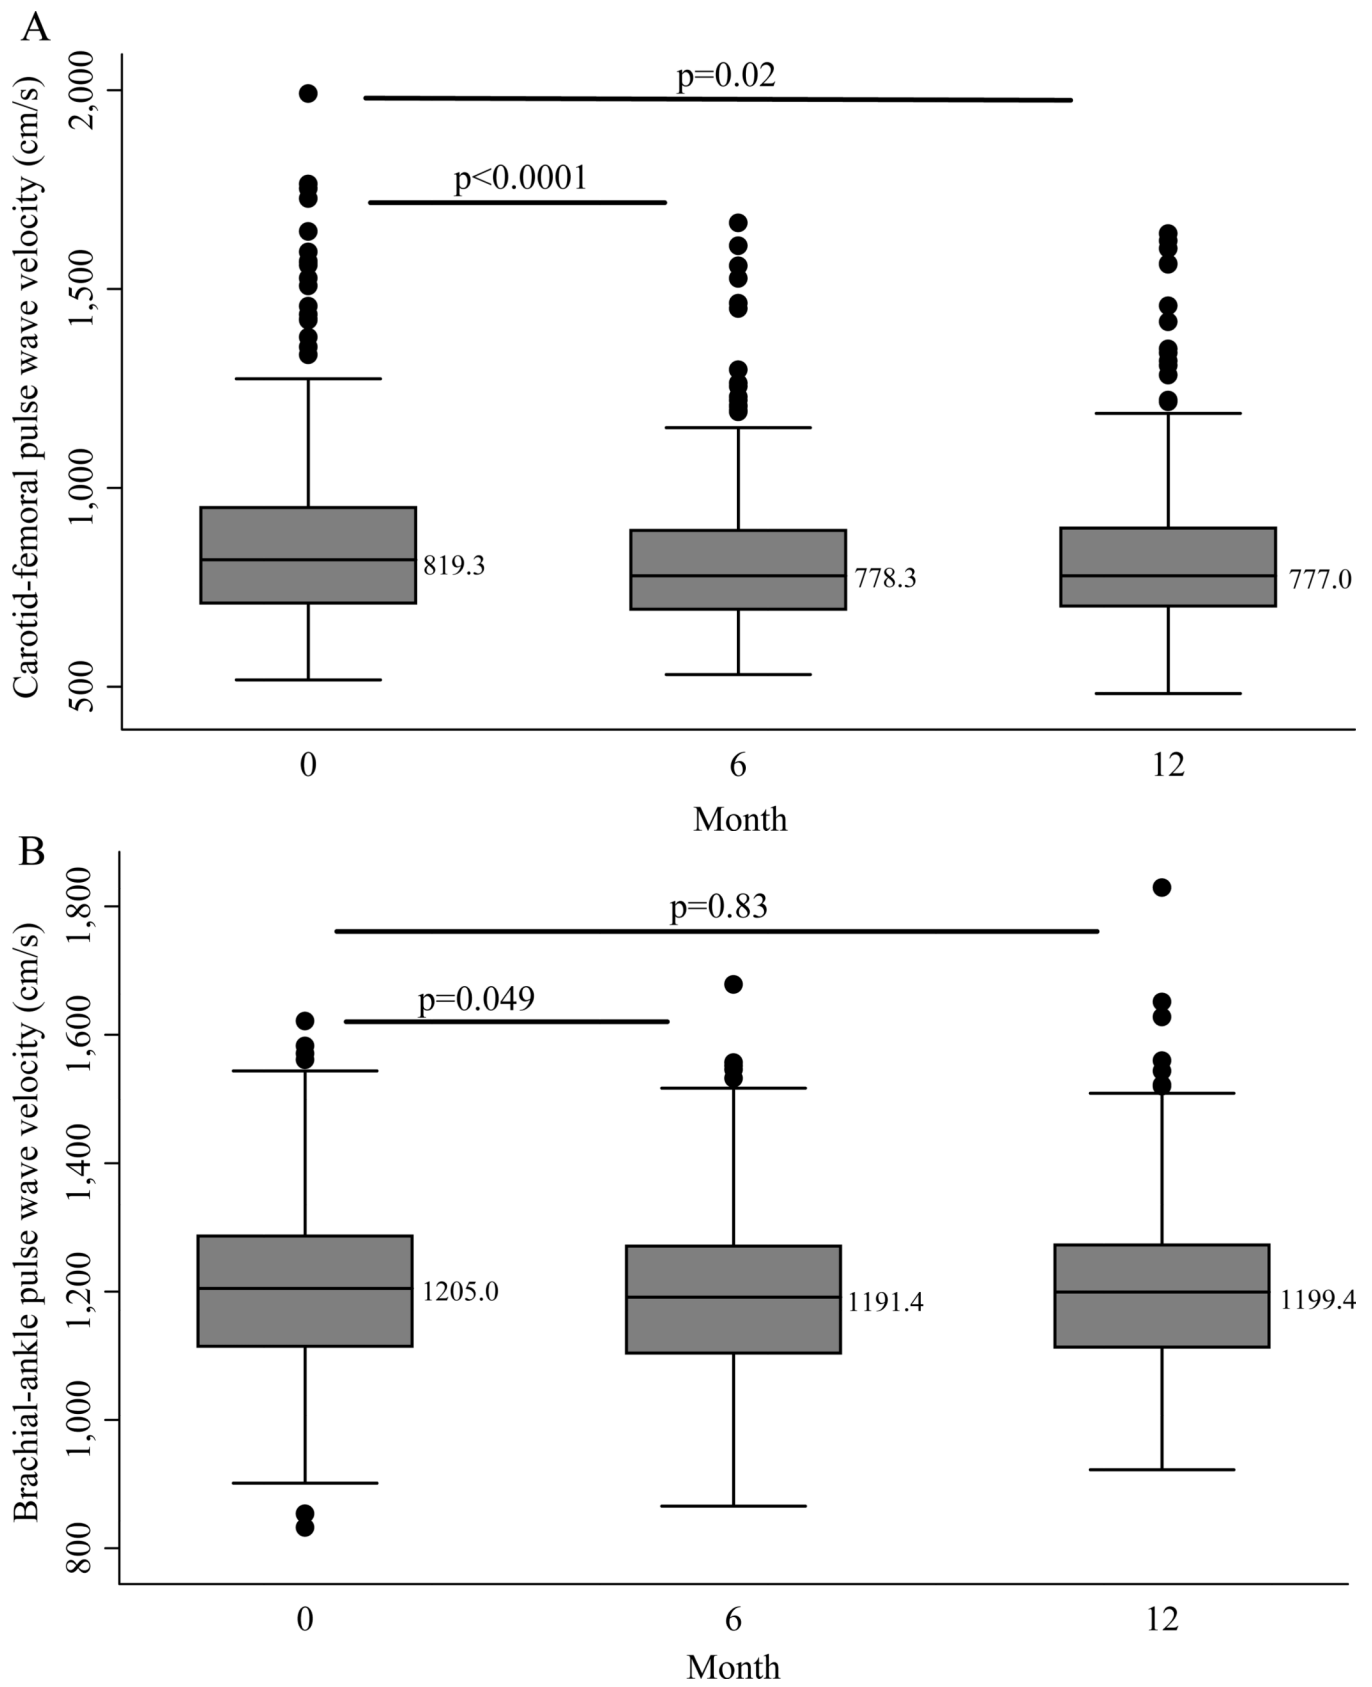 A
Carotid-femoral pulse wave velocity (cm/s)
2,000
1,500
1,000
500
p=0.02
p<0.0001
819.3
778.3
777.0
0
6
12
Month
B
Brachial-ankle pulse wave velocity (cm/s)
1,800
1,600
1,400
1,200
1,000
800
p=0.83
p=0.049
1205.0
1191.4
1199.4
0
6
12
Month